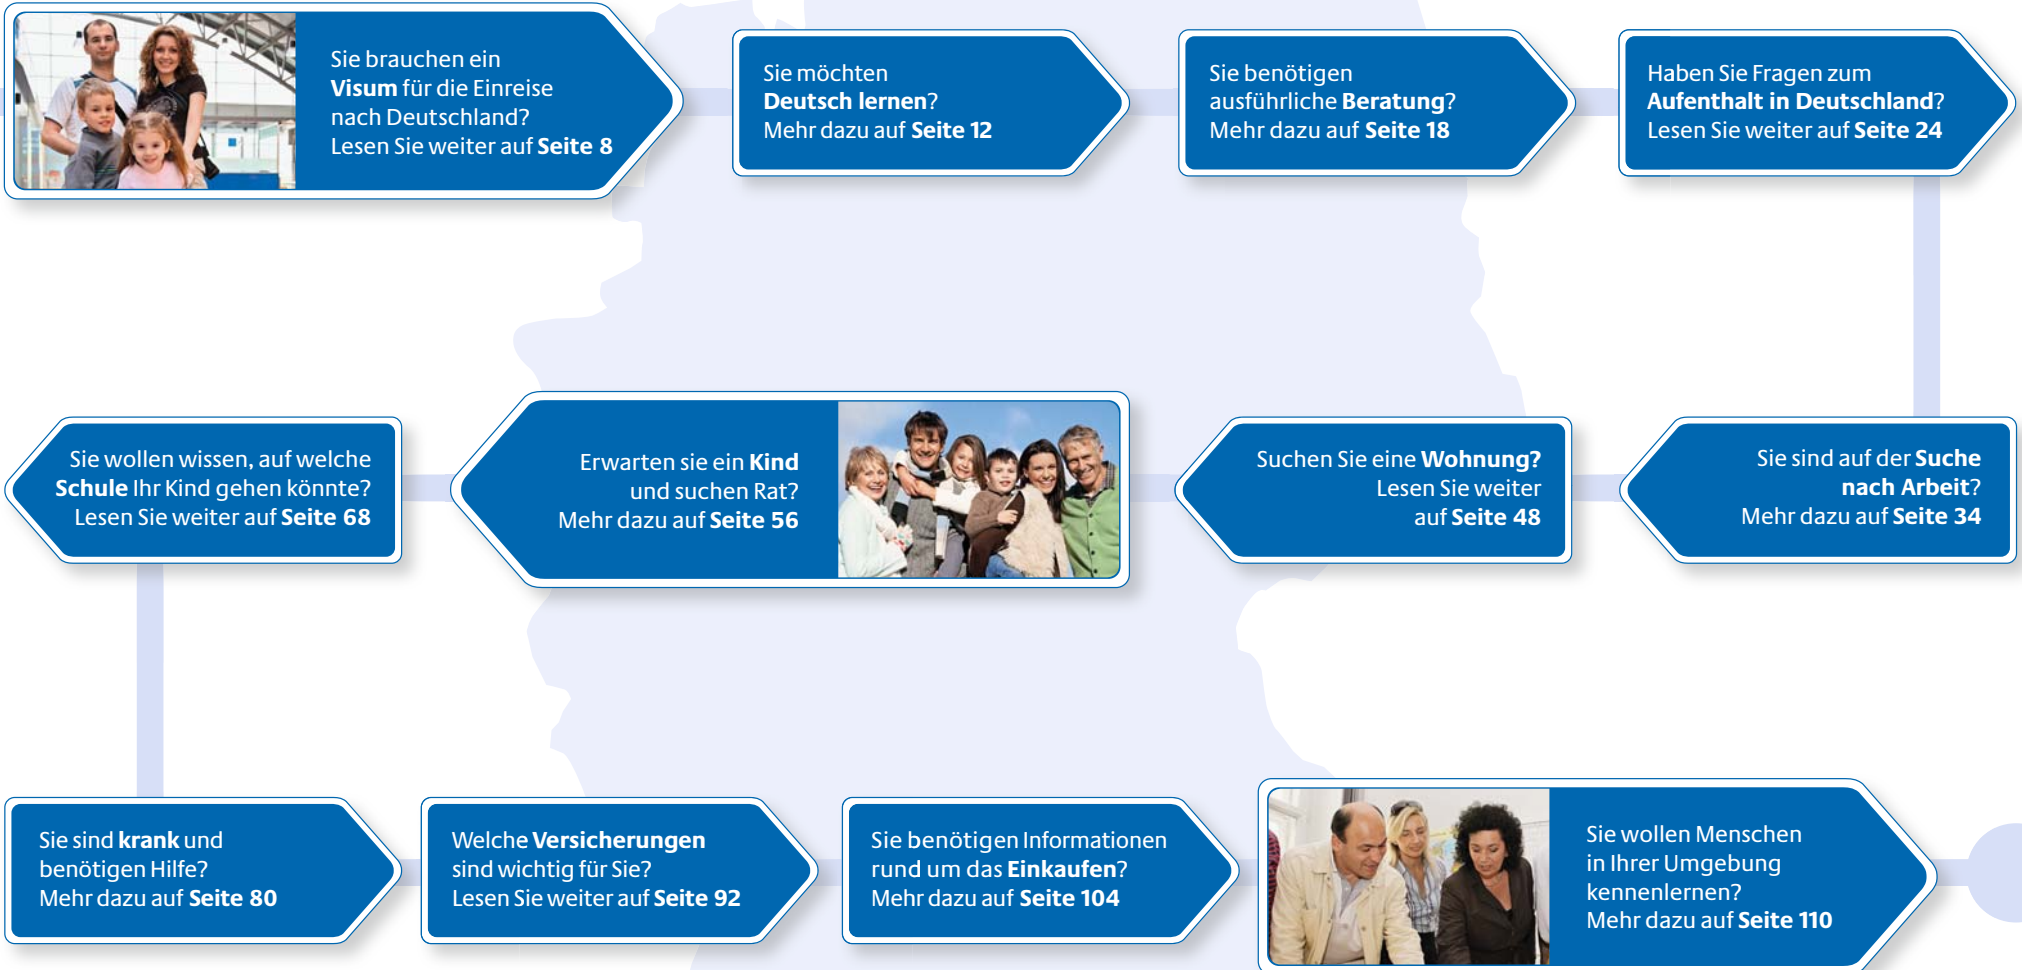 Sie brauchen ein
Visum für die Einreise
nach Deutschland?
Lesen Sie weiter auf Seite 8
Sie möchten
Deutsch lernen?
Mehr dazu auf Seite 12
Sie benötigen
ausführliche Beratung?
Mehr dazu auf Seite 18
Haben Sie Fragen zum
Aufenthalt in Deutschland?
Lesen Sie weiter auf Seite 24
Sie sind auf der Suche
nach Arbeit?
Mehr dazu auf Seite 34
Suchen Sie eine Wohnung?
Lesen Sie weiter
auf Seite 48
Erwarten sie ein Kind
und suchen Rat?
Mehr dazu auf Seite 56
Sie wollen wissen, auf welche
Schule Ihr Kind gehen könnte?
Lesen Sie weiter auf Seite 68
Sie sind krank und
benötigen Hilfe?
Mehr dazu auf Seite 80
Welche Versicherungen
sind wichtig für Sie?
Lesen Sie weiter auf Seite 92
Sie benötigen Informationen
rund um das Einkaufen?
Mehr dazu auf Seite 104
Sie wollen Menschen
in Ihrer Umgebung
kennenlernen?
Mehr dazu auf Seite 110